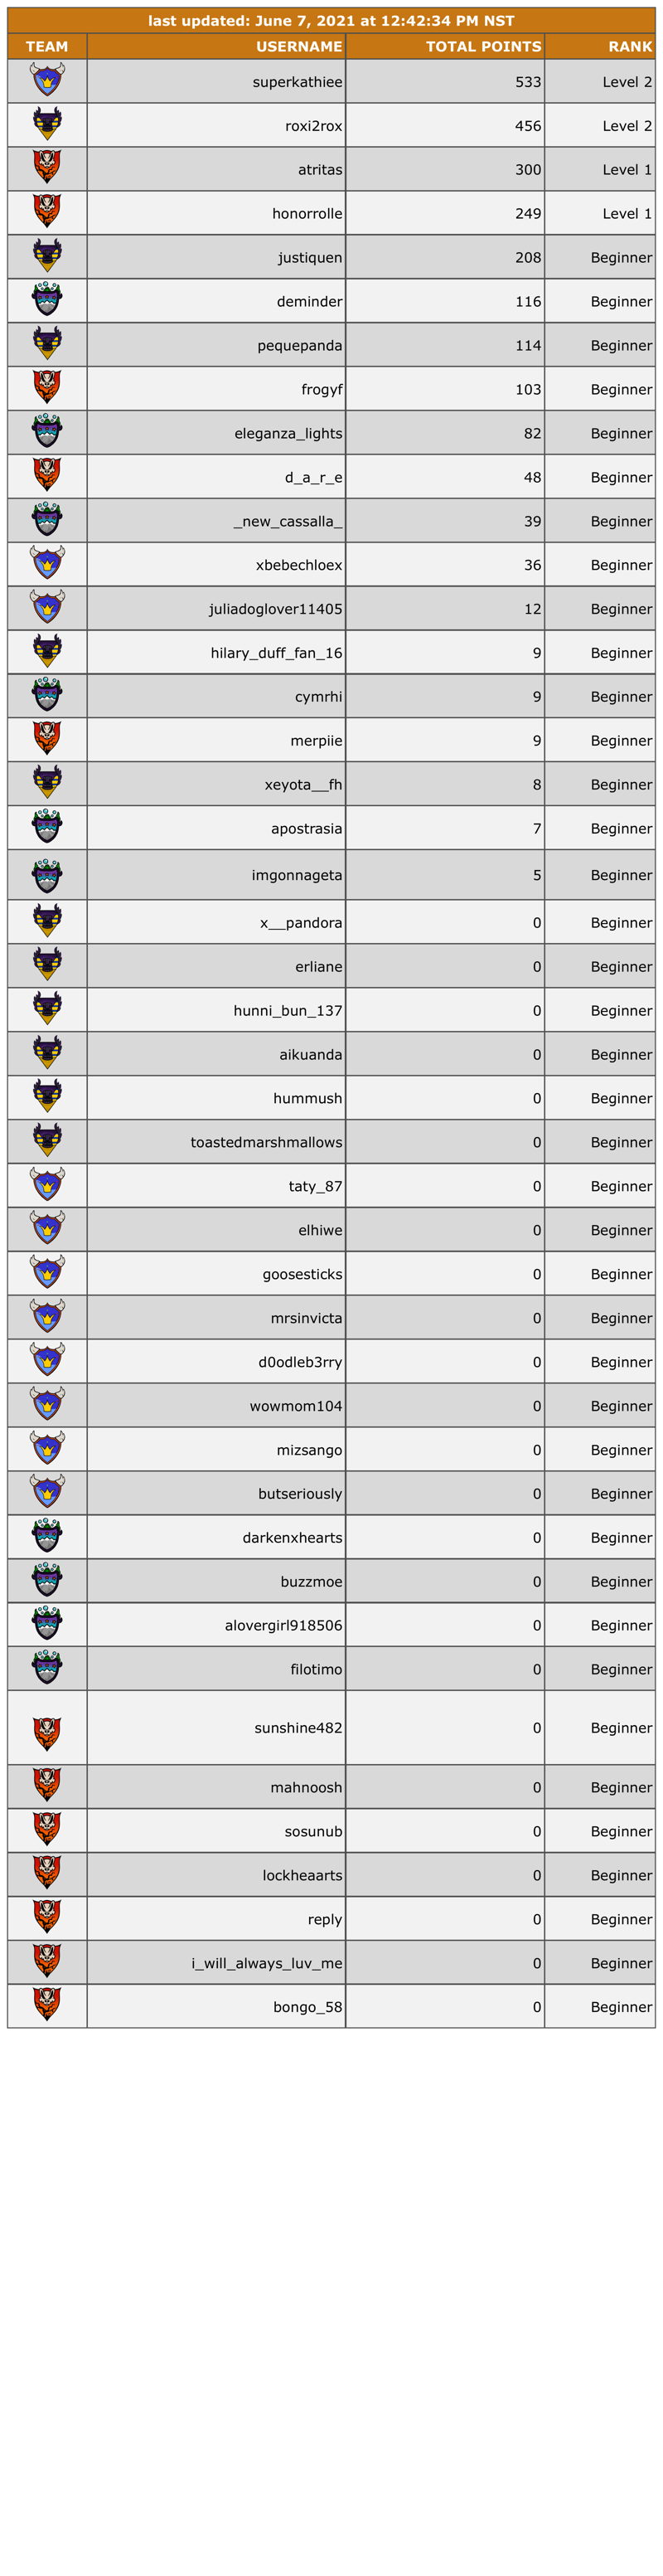 last updated: June 7, 2021 at 12:42:34 PM NST
TEAM USERNAME TOTAL POINTS RANK
superkathiee 533 Level 2
roxi2rox 456 Level 2
atritas 300 Level 1
honorrolle 249 Level 1
justiquen 208 Beginner
deminder 116 Beginner
pequepanda 114 Beginner
frogyf 103 Beginner
eleganza_lights 82 Beginner
d_a_r_e 48 Beginner
_new_cassalla_ 39 Beginner
xbebechloex 36 Beginner
juliadoglover11405 12 Beginner
hilary_duff_fan_16 9 Beginner
cymrhi 9 Beginner
merpiie 9 Beginner
xeyota__fh 8 Beginner
apostrasia 7 Beginner
imgonnageta 5 Beginner
x__pandora 0 Beginner
erliane 0 Beginner
hunni_bun_137 0 Beginner
aikuanda 0 Beginner
hummush 0 Beginner
toastedmarshmallows 0 Beginner
taty_87 0 Beginner
elhiwe 0 Beginner
goosesticks 0 Beginner
mrsinvicta 0 Beginner
d0odleb3rry 0 Beginner
wowmom104 0 Beginner
mizsango 0 Beginner
butseriously 0 Beginner
darkenxhearts 0 Beginner
buzzmoe 0 Beginner
alovergirl918506 0 Beginner
filotimo 0 Beginner
sunshine482 0 Beginner
mahnoosh 0 Beginner
sosunub 0 Beginner
lockheaarts 0 Beginner
reply 0 Beginner
i_will_always_luv_me 0 Beginner
bongo_58 0 Beginner